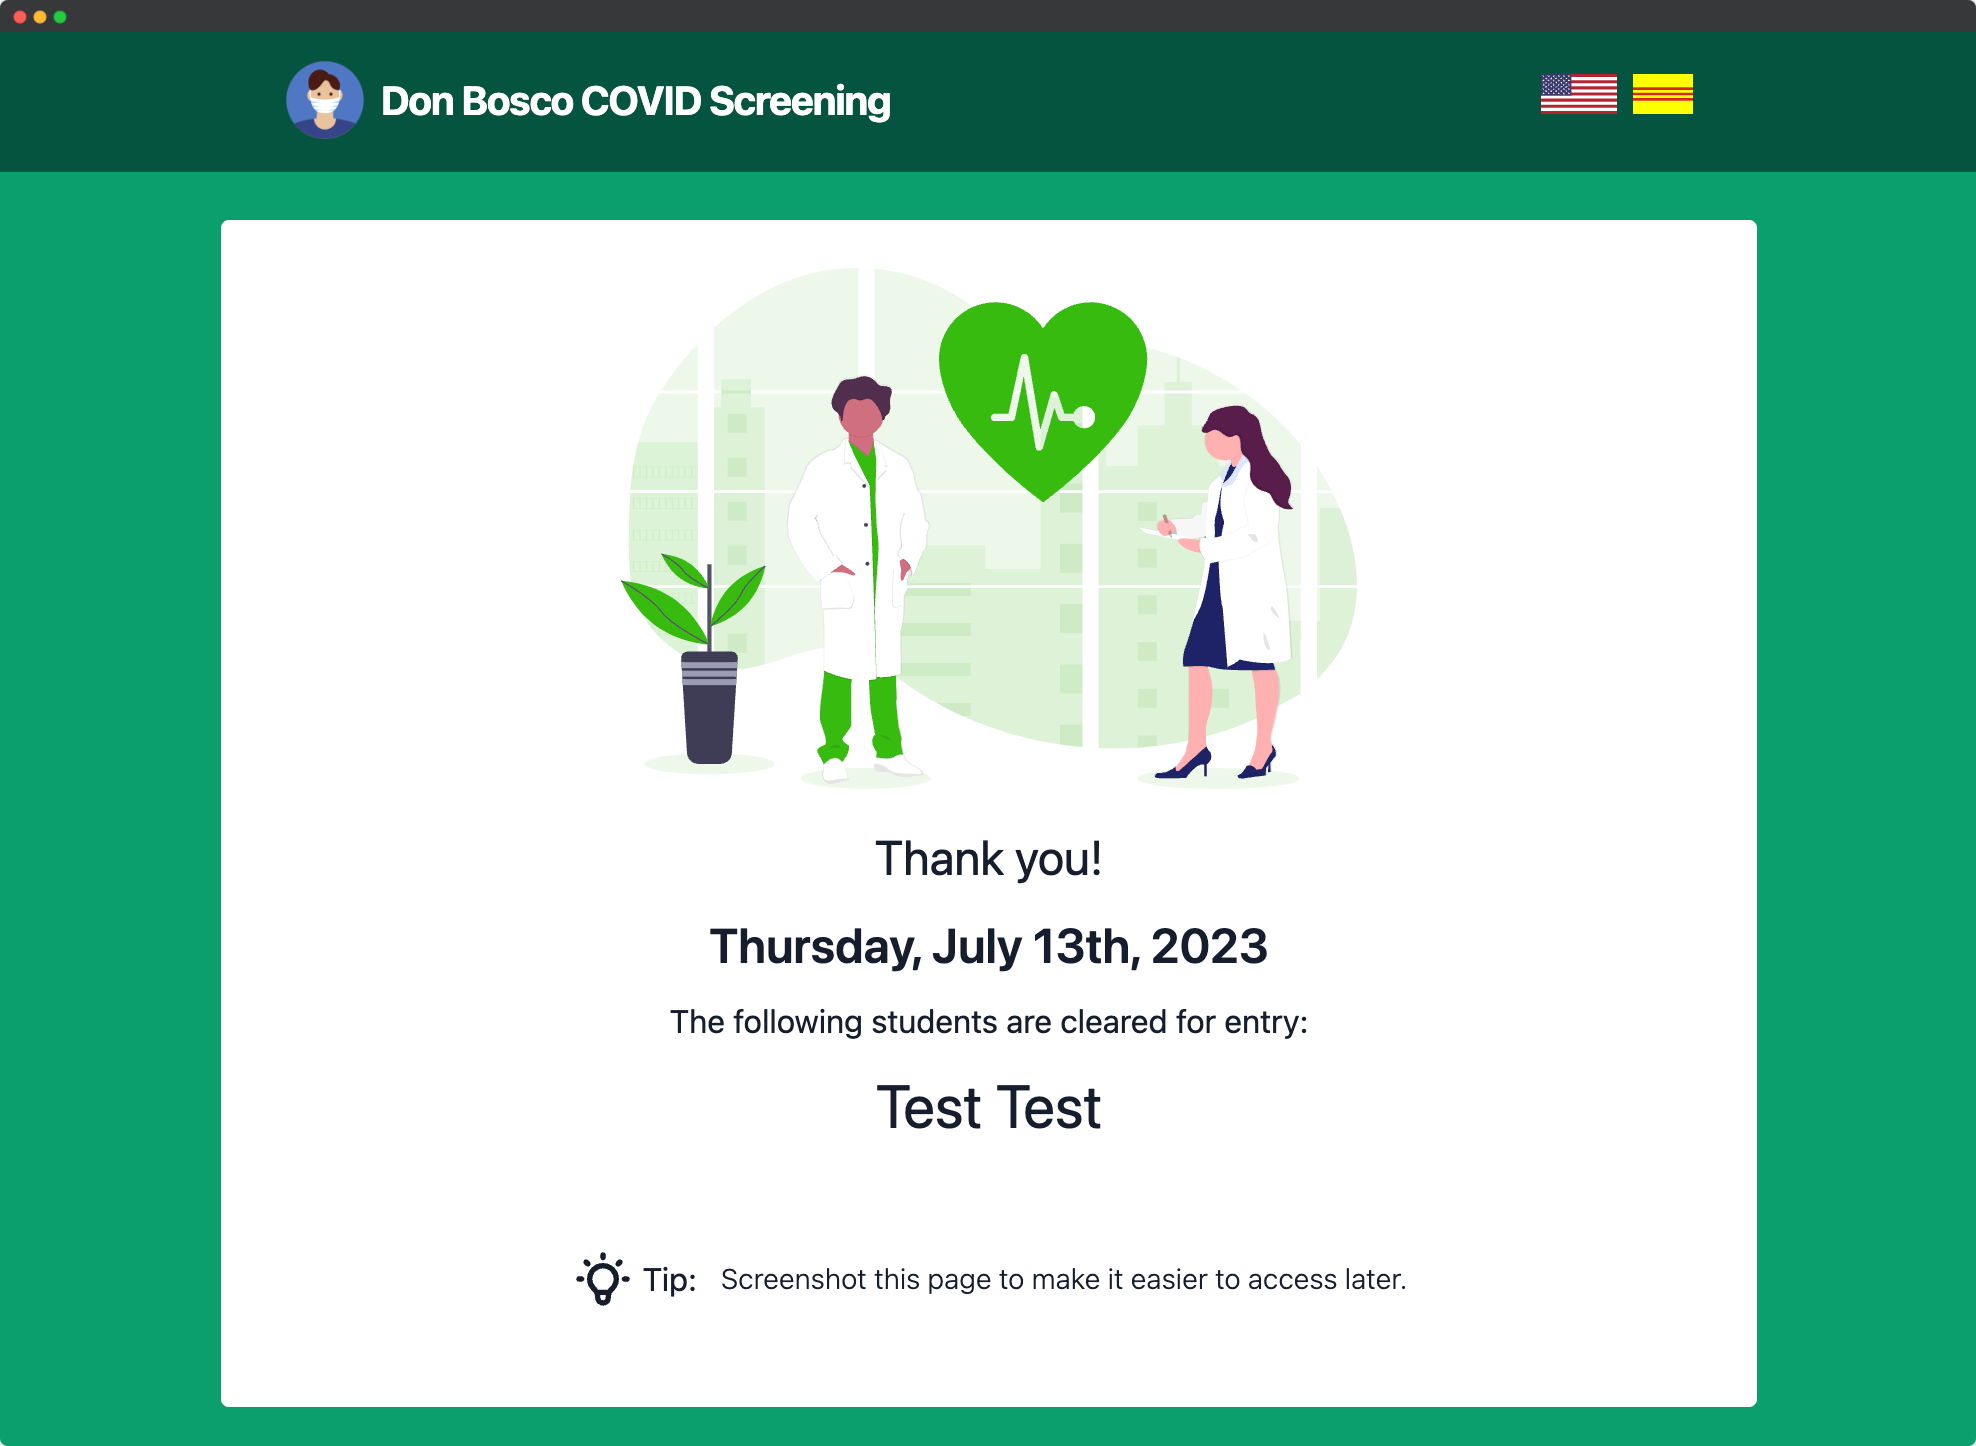 Don Bosco COVID Screening
Thank you!
Thursday, July 13th, 2023
The following students are cleared for entry:
Test Test
Tip: Screenshot this page to make it easier to access later.